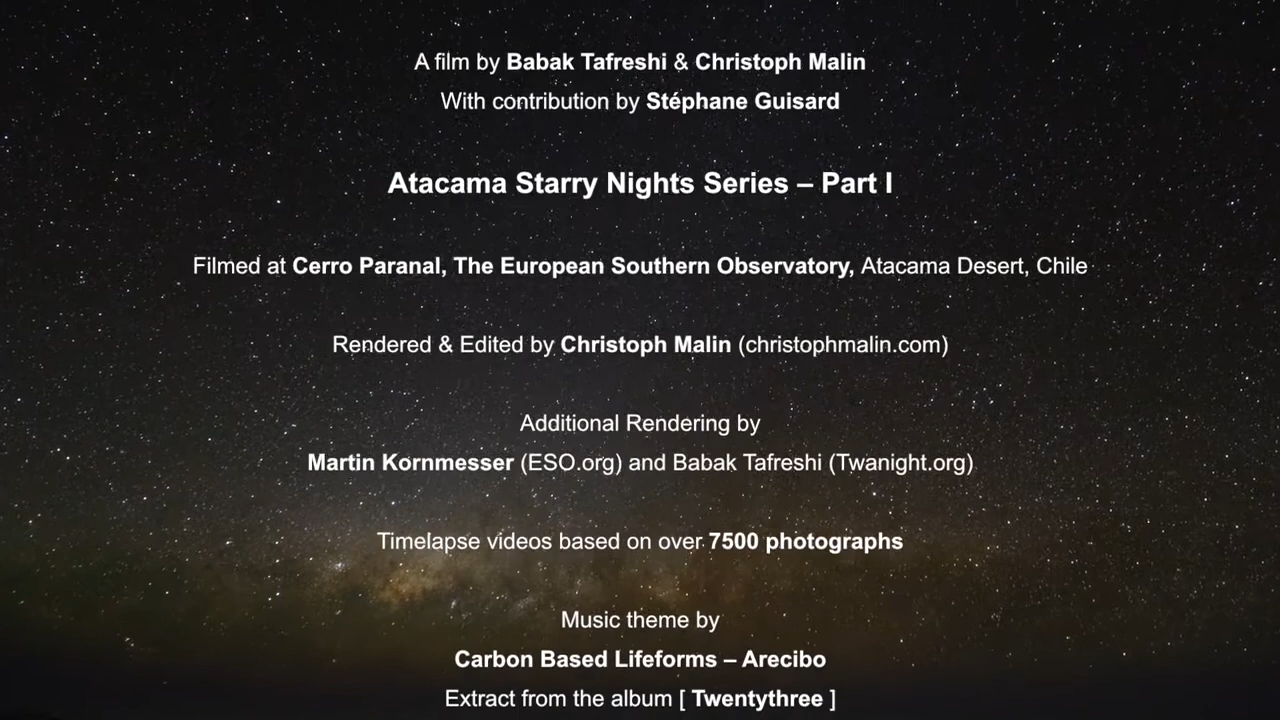 A film by Babak Tafreshi & Christoph Malin
With contribution by Stéphane Guisard
Atacama Starry Nights Series – Part I
Filmed at Cerro Paranal, The European Southern Observatory, Atacama Desert, Chile
Rendered & Edited by Christoph Malin (christophmalin.com)
Additional Rendering by
Martin Kornmesser (ESO.org) and Babak Tafreshi (Twanight.org)
Timelapse videos based on over 7500 photographs
Music theme by
Carbon Based Lifeforms – Arecibo
Extract from the album [ Twentythree ]